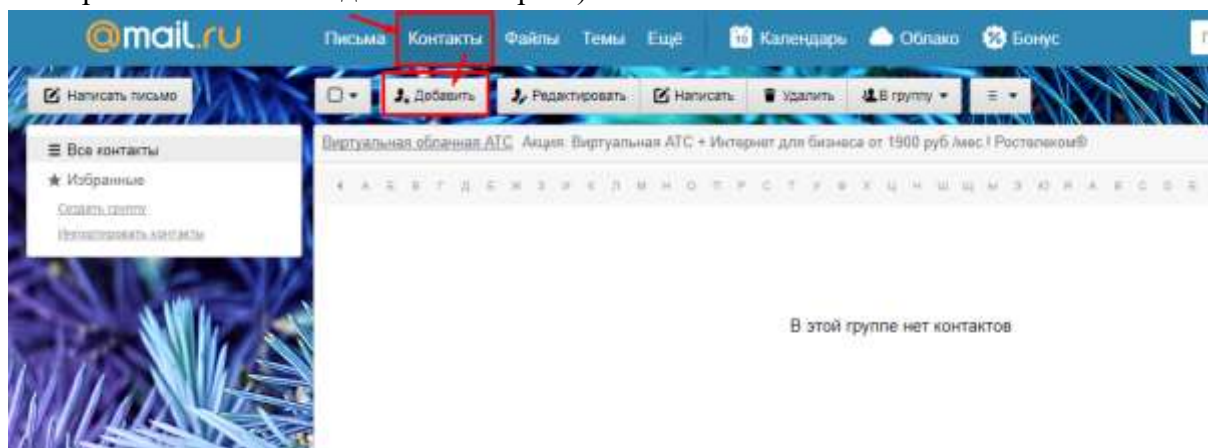 @mail.ru Письма Контакты Файлы Темы Ещё 16 Календарь Облако Бонус
Написать письмо Добавить Редактировать Написать Удалить В группу
Все контакты
Виртуальная облачная АТС Акция: Виртуальная АТС + Интернет для бизнеса от 1900 руб./мес.! Ростелеком®
Избранные
Создать группу
Импортировать контакты
В этой группе нет контактов